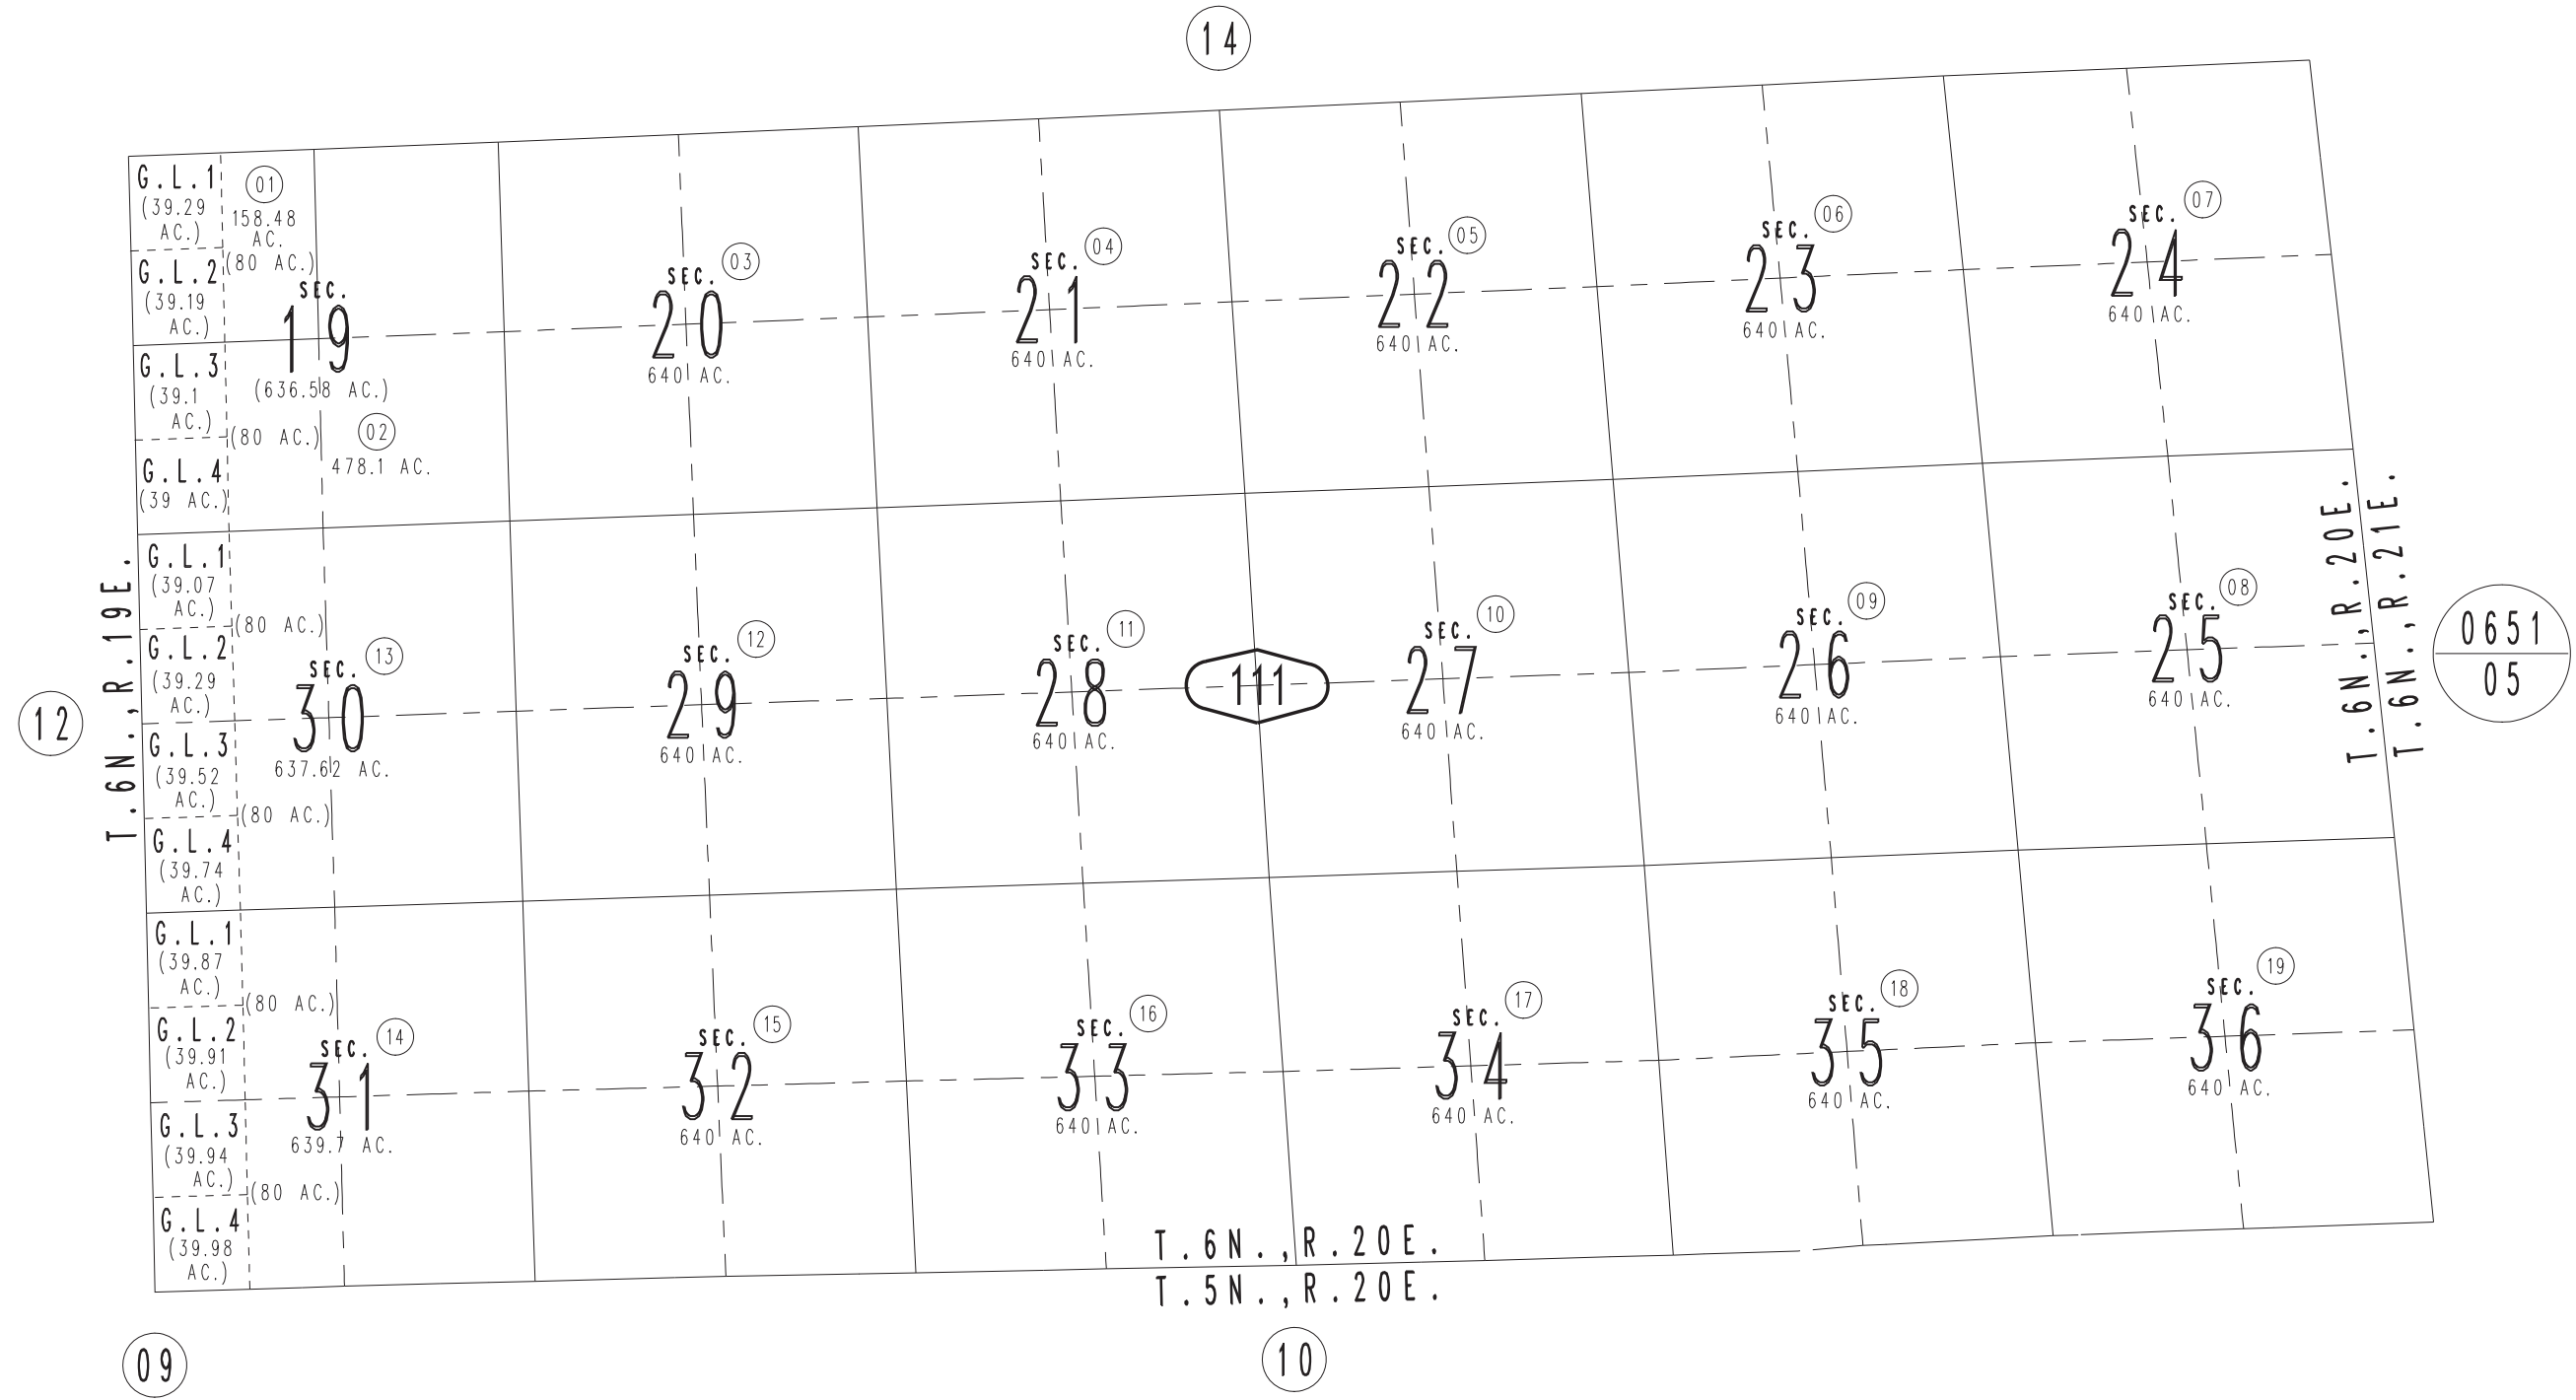 14
G.L.1
(39.29
AC.)
01
158.48
AC.
(80 AC.)
G.L.2
(39.19
AC.)
SEC.
19
(636.58 AC.)
G.L.3
(39.1
AC.)
(80 AC.)
02
478.1 AC.
G.L.4
(39 AC.)
SEC.
03
20
640 AC.
SEC.
04
21
640 AC.
SEC.
05
22
640 AC.
SEC.
06
23
640 AC.
SEC.
07
24
640 AC.
T.6N.,R.19E.
12
G.L.1
(39.07
AC.)
(80 AC.)
G.L.2
(39.29
AC.)
SEC.
13
30
637.62 AC.
G.L.3
(39.52
AC.)
(80 AC.)
G.L.4
(39.74
AC.)
SEC.
12
29
640 AC.
SEC.
11
28
640 AC.
111
SEC.
10
27
640 AC.
SEC.
09
26
640 AC.
SEC.
08
25
640 AC.
T.6N.,R.20E.
T.6N.,R.21E.
0651
05
G.L.1
(39.87
AC.)
(80 AC.)
G.L.2
(39.91
AC.)
SEC.
14
31
639.7 AC.
G.L.3
(39.94
AC.)
(80 AC.)
G.L.4
(39.98
AC.)
SEC.
15
32
640 AC.
SEC.
16
33
640 AC.
SEC.
17
34
640 AC.
SEC.
18
35
640 AC.
SEC.
19
36
640 AC.
T.6N.,R.20E.
T.5N.,R.20E.
09
10